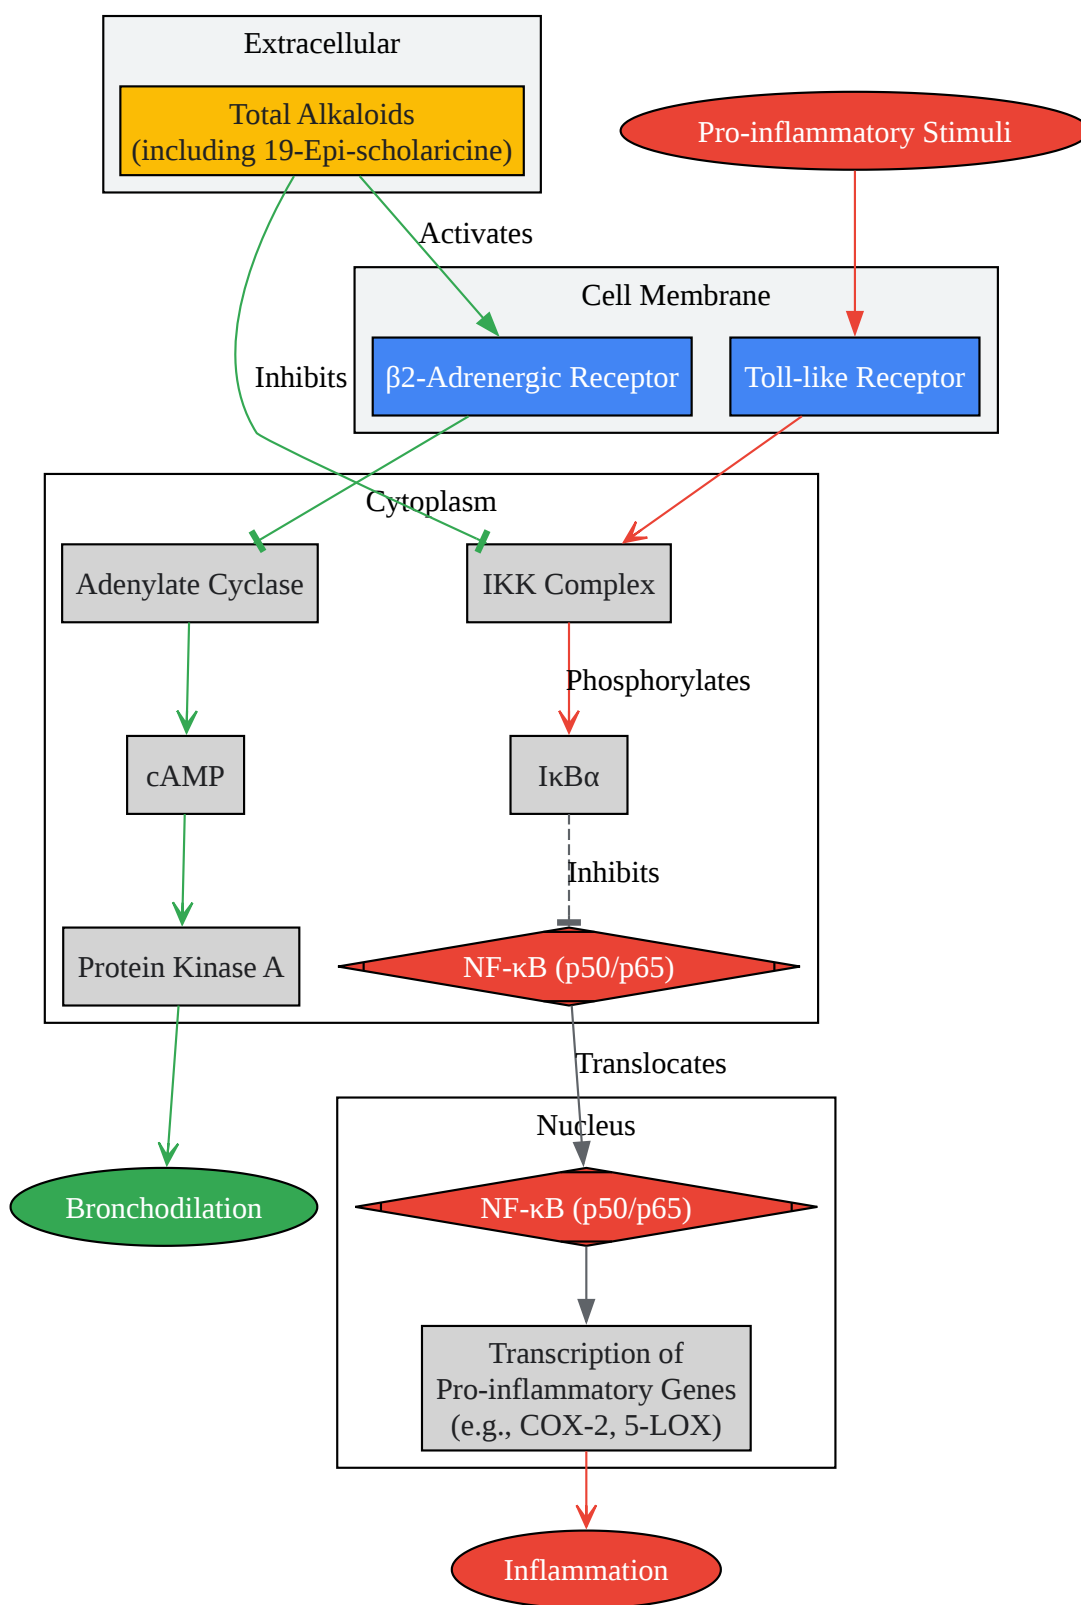 Extracellular
Total Alkaloids
(including 19-Epi-scholaricine)
Pro-inflammatory Stimuli
Activates
Cell Membrane
Inhibits
β2-Adrenergic Receptor
Toll-like Receptor
Cytoplasm
Adenylate Cyclase
IKK Complex
Phosphorylates
cAMP
IκBα
Inhibits
Protein Kinase A
NF-κB (p50/p65)
Translocates
Nucleus
Bronchodilation
NF-κB (p50/p65)
Transcription of
Pro-inflammatory Genes
(e.g., COX-2, 5-LOX)
Inflammation